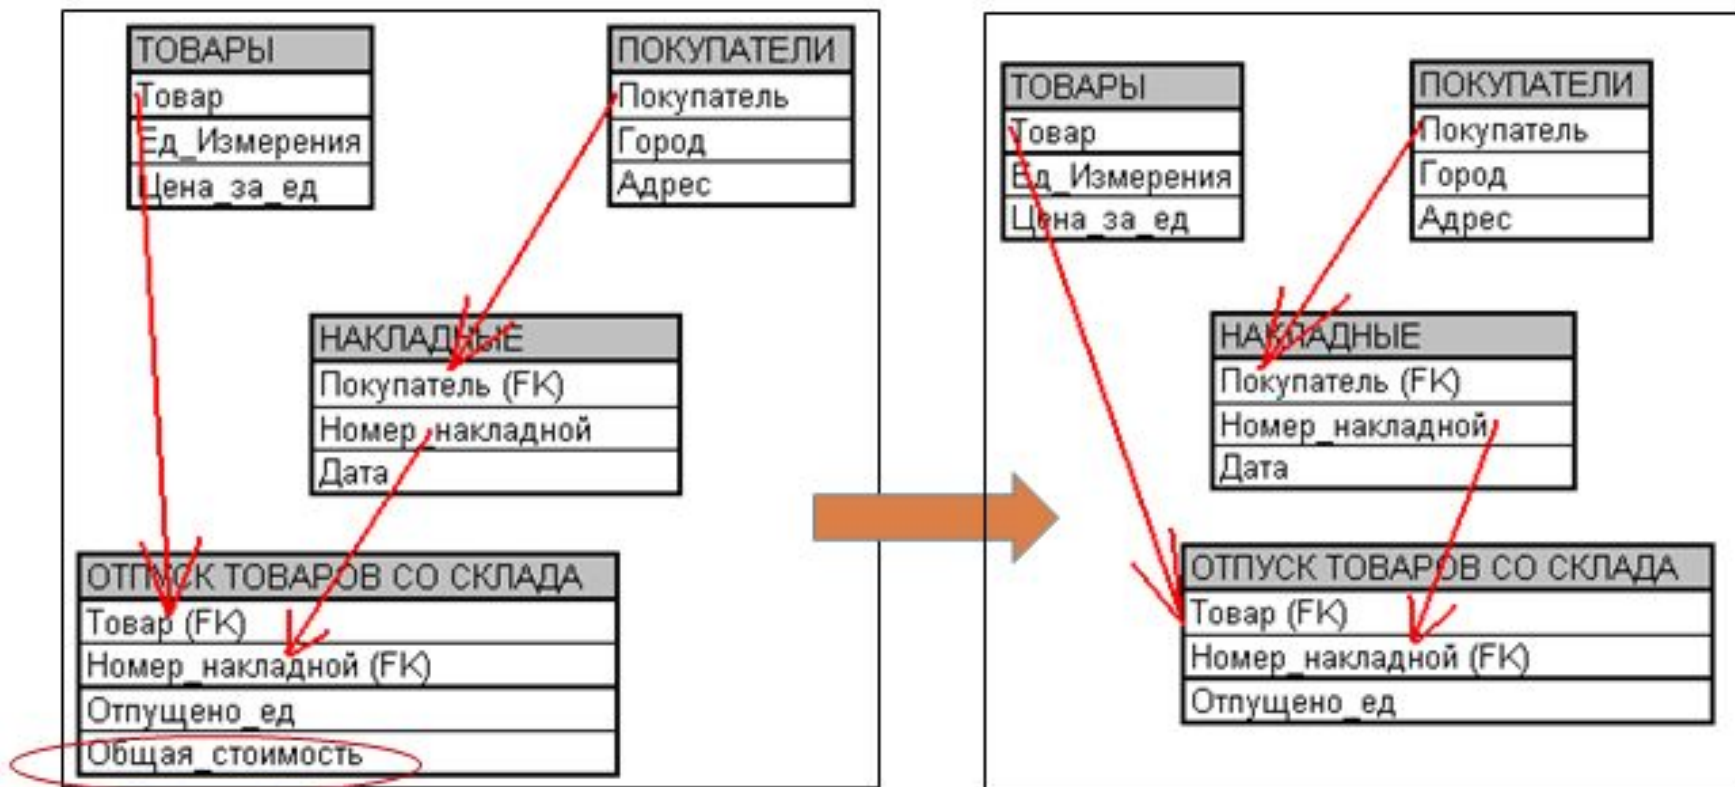 ТОВАРЫ
Товар
Ед_Измерения
Цена_за_ед
ПОКУПАТЕЛИ
Покупатель
Город
Адрес
НАКЛАДНЫЕ
Покупатель (FK)
Номер_накладной
Дата
ОТПУСК ТОВАРОВ СО СКЛАДА
Товар (FK)
Номер_накладной (FK)
Отпущено_ед
Общая_стоимость
ТОВАРЫ
Товар
Ед_Измерения
Цена_за_ед
ПОКУПАТЕЛИ
Покупатель
Город
Адрес
НАКЛАДНЫЕ
Покупатель (FK)
Номер_накладной
Дата
ОТПУСК ТОВАРОВ СО СКЛАДА
Товар (FK)
Номер_накладной (FK)
Отпущено_ед